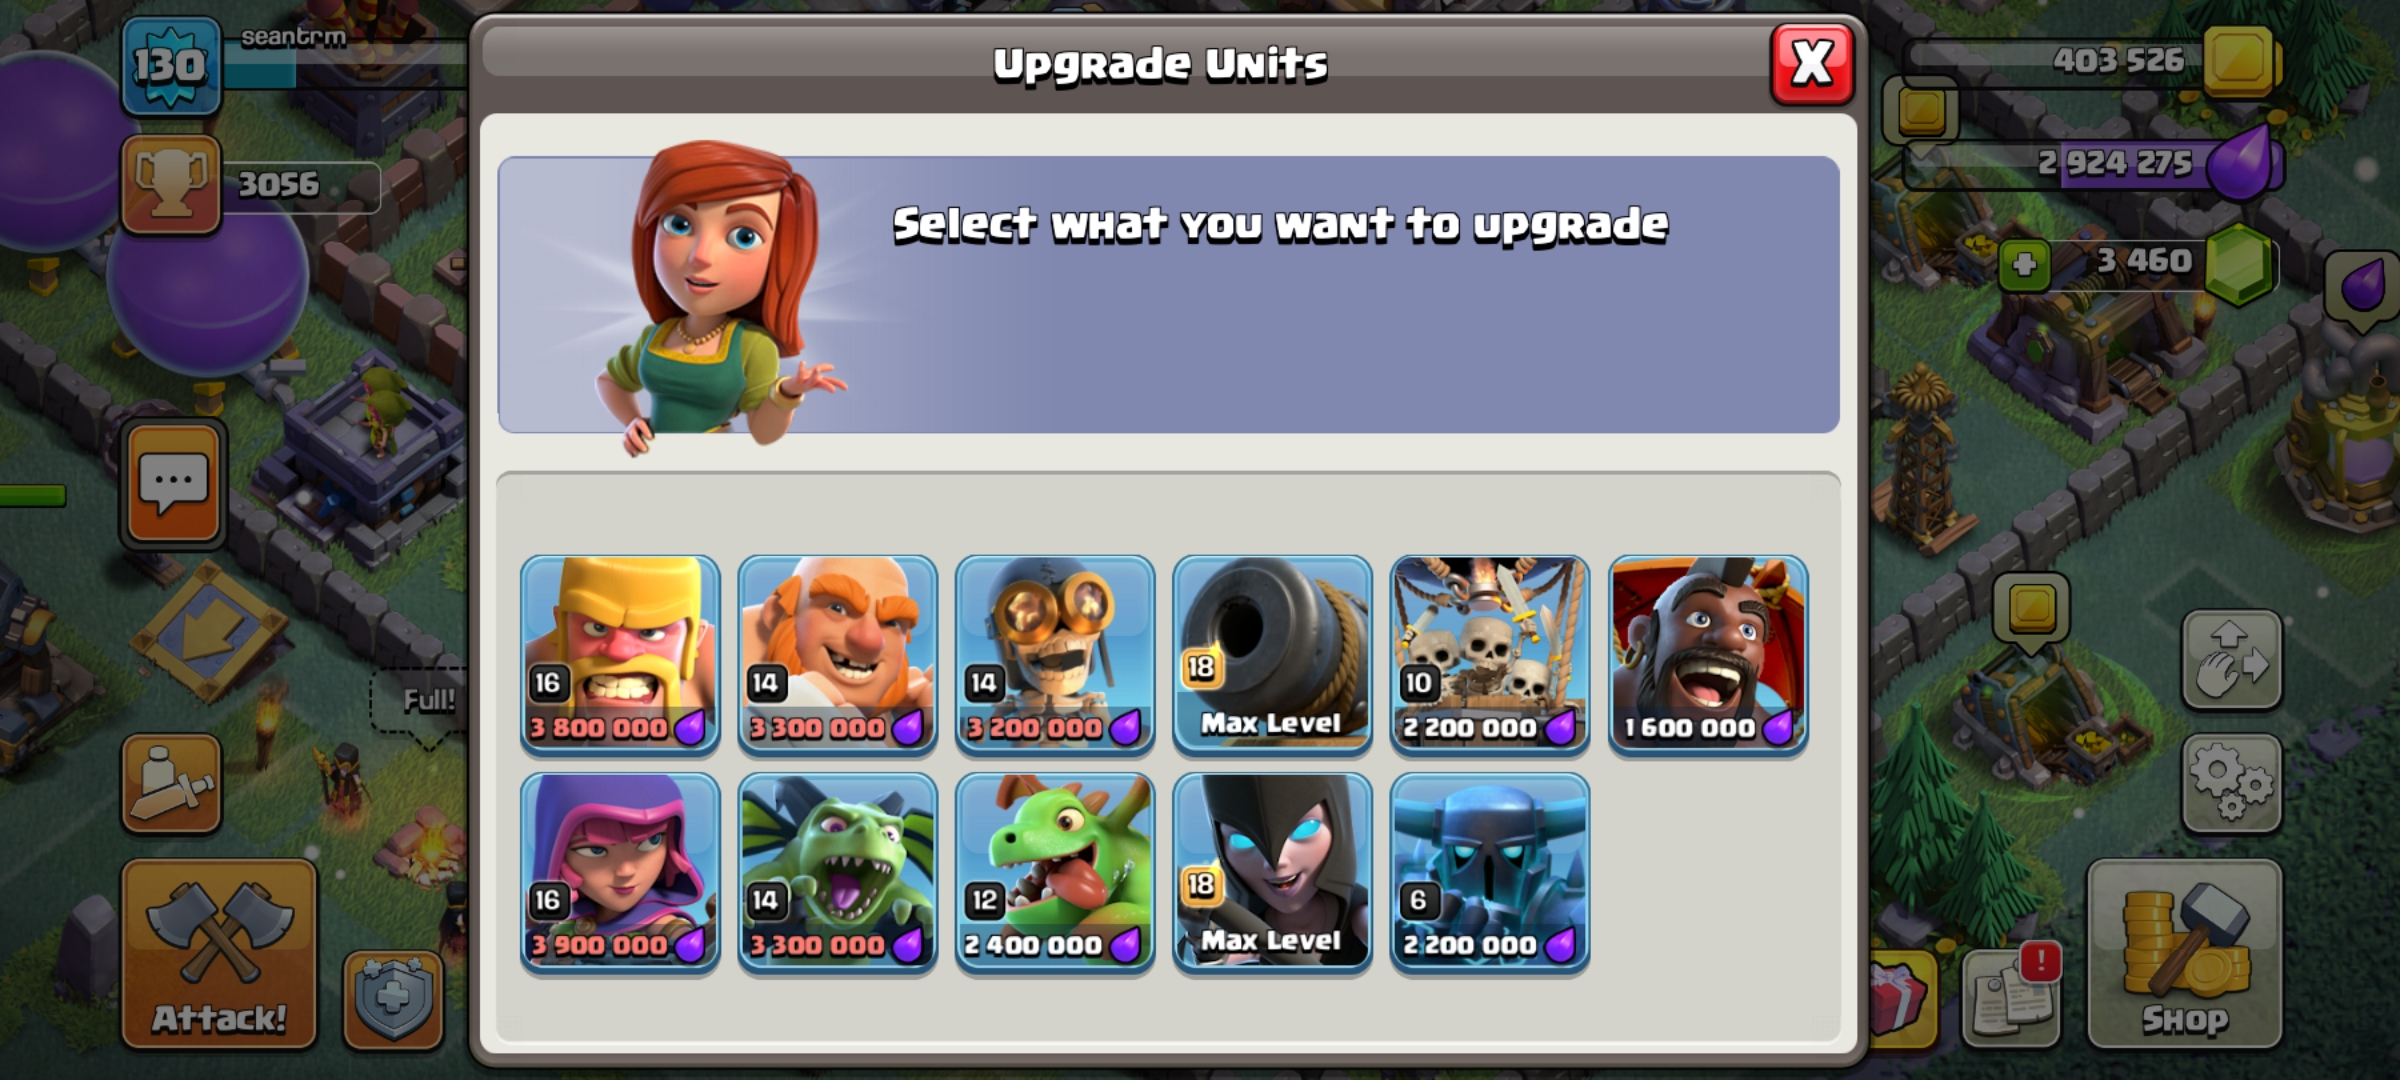 130
seantrm
3056
Upgrade Units
X
403 526
2 924 275
3 460
Select what you want to upgrade
Full!
16
3 800 000
14
3 300 000
14
3 200 000
18
Max Level
10
2 200 000
1 600 000
16
3 900 000
14
3 300 000
12
2 400 000
18
Max Level
6
2 200 000
Attack!
!
Shop